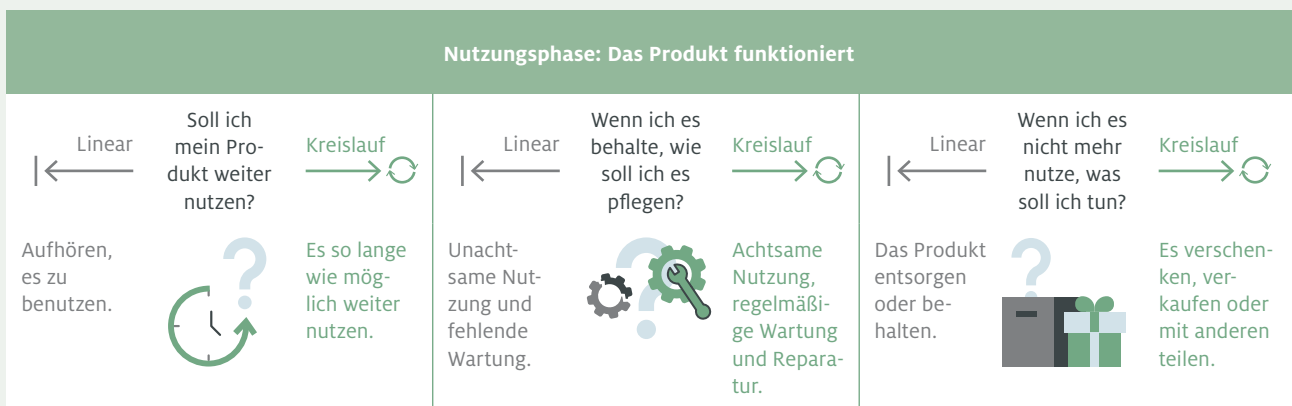 Nutzungsphase: Das Produkt funktioniert
Linear
Soll ich
mein Pro-
dukt weiter
nutzen?
Kreislauf
Aufhören,
es zu
benutzen.
Es so lange
wie mög-
lich weiter
nutzen.
Linear
Wenn ich es
behalte, wie
soll ich es
pflegen?
Kreislauf
Unacht-
same Nut-
zung und
fehlende
Wartung.
Achtsame
Nutzung,
regelmäßi-
ge Wartung
und Repara-
tur.
Linear
Wenn ich es
nicht mehr
nutze, was
soll ich tun?
Kreislauf
Das Produkt
entsorgen
oder be-
halten.
Es verschen-
ken, ver-
kaufen oder
mit anderen
teilen.